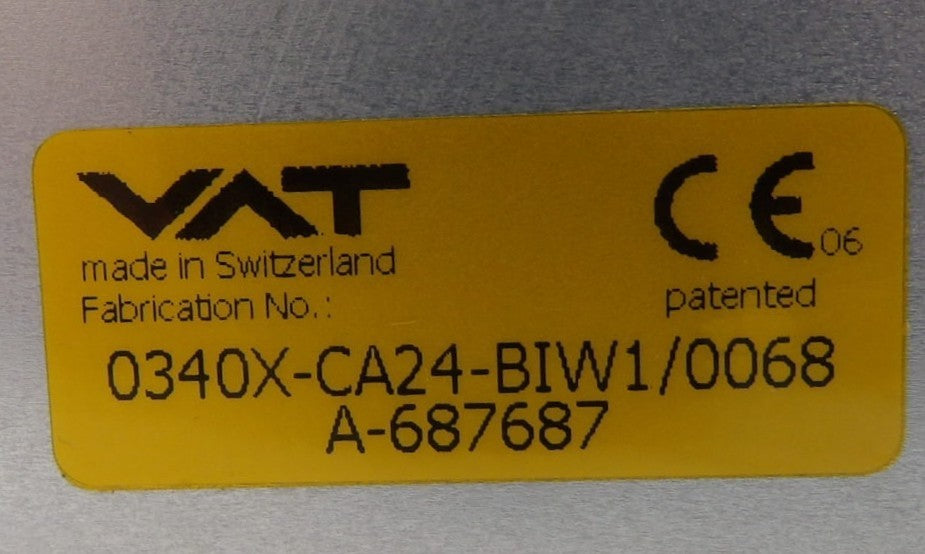 VAT
made in Switzerland
Fabrication No.:
CE 06
patented
0340X-CA24-BIW1/0068
A-687687